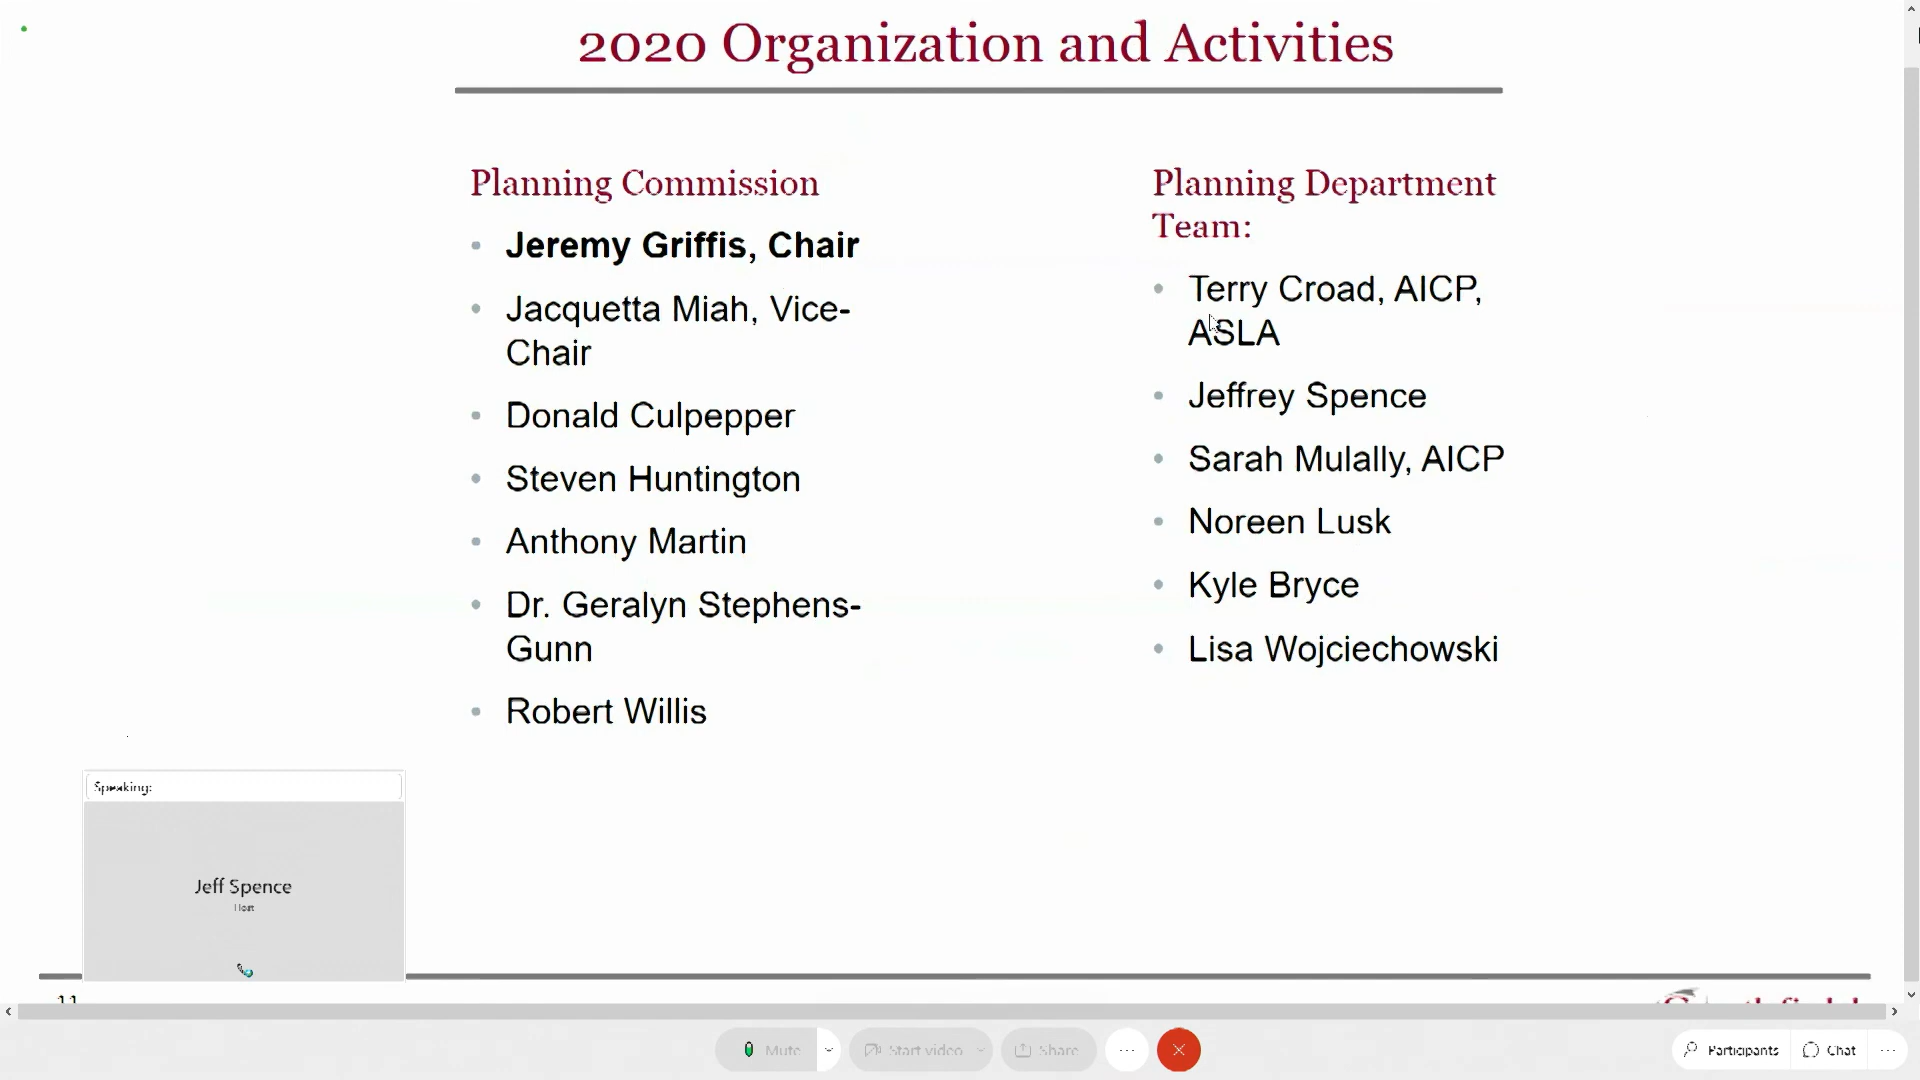 2020 Organization and Activities
Planning Commission
Jeremy Griffis, Chair
Jacquetta Miah, Vice-
Chair
Donald Culpepper
Steven Huntington
Anthony Martin
Dr. Geralyn Stephens-
Gunn
Robert Willis
Planning Department
Team:
Terry Croad, AICP,
ASLA
Jeffrey Spence
Sarah Mulally, AICP
Noreen Lusk
Kyle Bryce
Lisa Wojciechowski
Speaking:
Jeff Spence
Host
11
Mute
Start video
Share
Participants
Chat